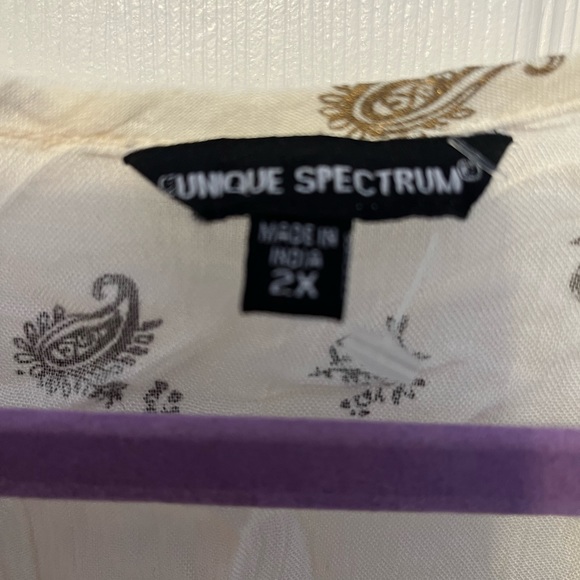 UNIQUE SPECTRUM®
MADE IN
INDIA
2X